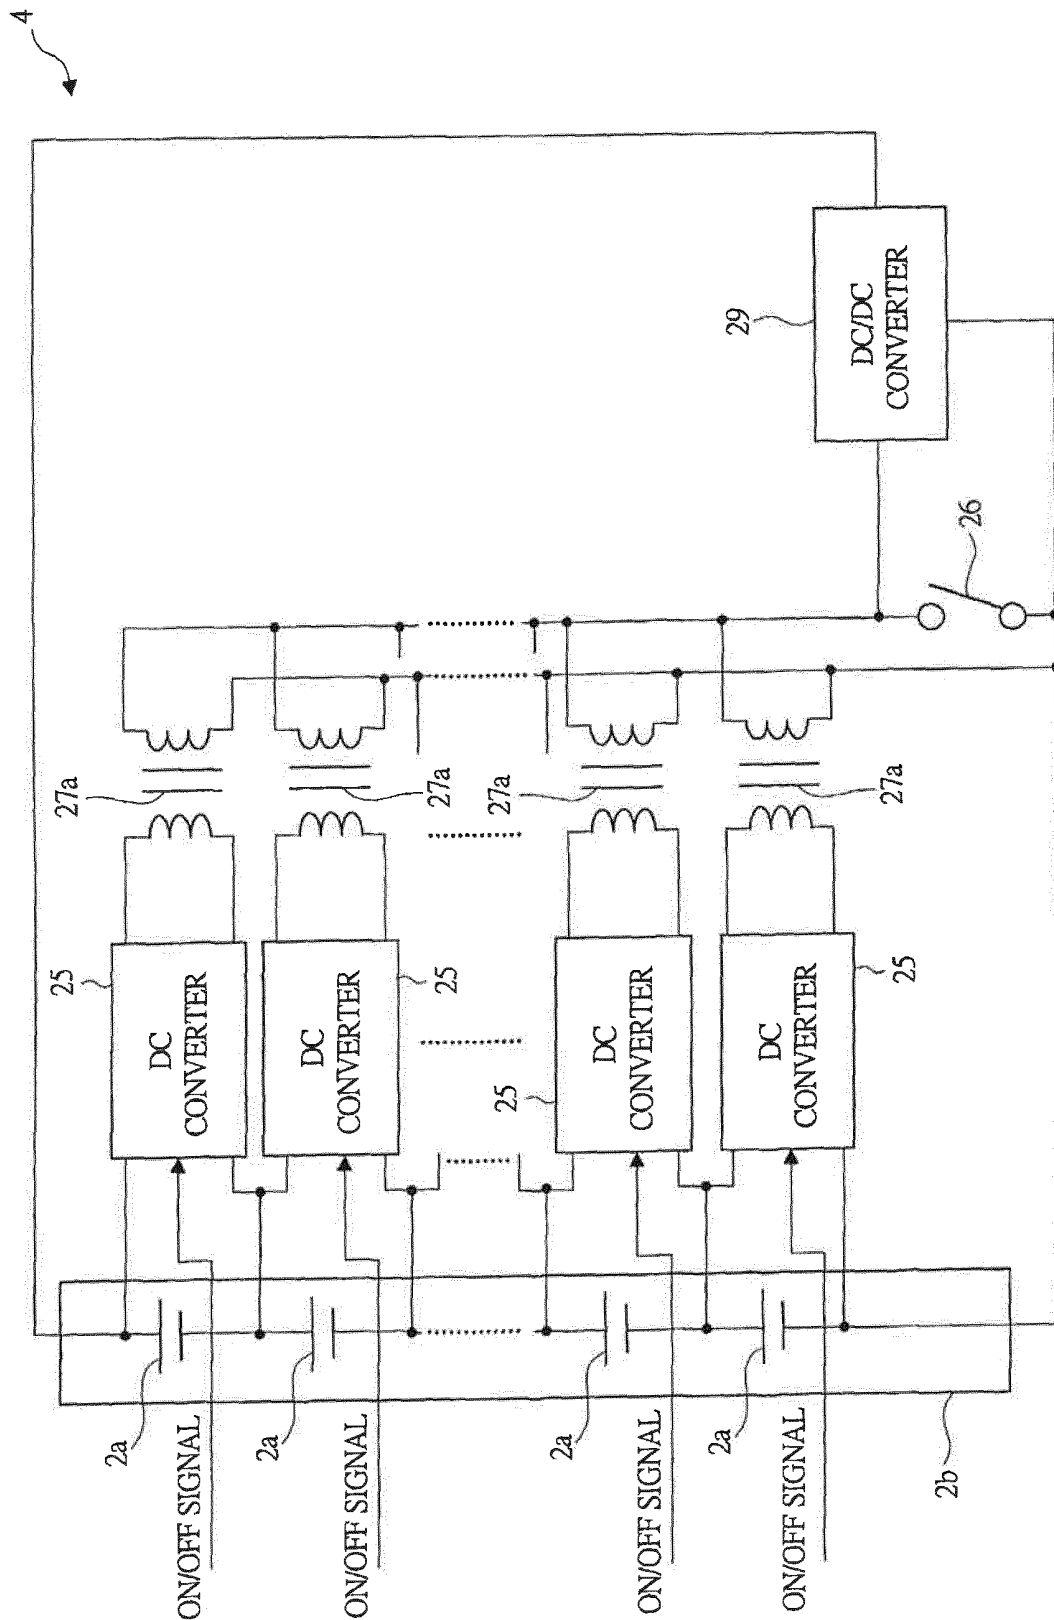 4
29
DC/DC
CONVERTER
26
27a
27a
27a
27a
25
DC
CONVERTER
25
DC
CONVERTER
25
DC
CONVERTER
25
DC
CONVERTER
2a
2a
2a
2a
2b
ON/OFF SIGNAL
ON/OFF SIGNAL
ON/OFF SIGNAL
ON/OFF SIGNAL